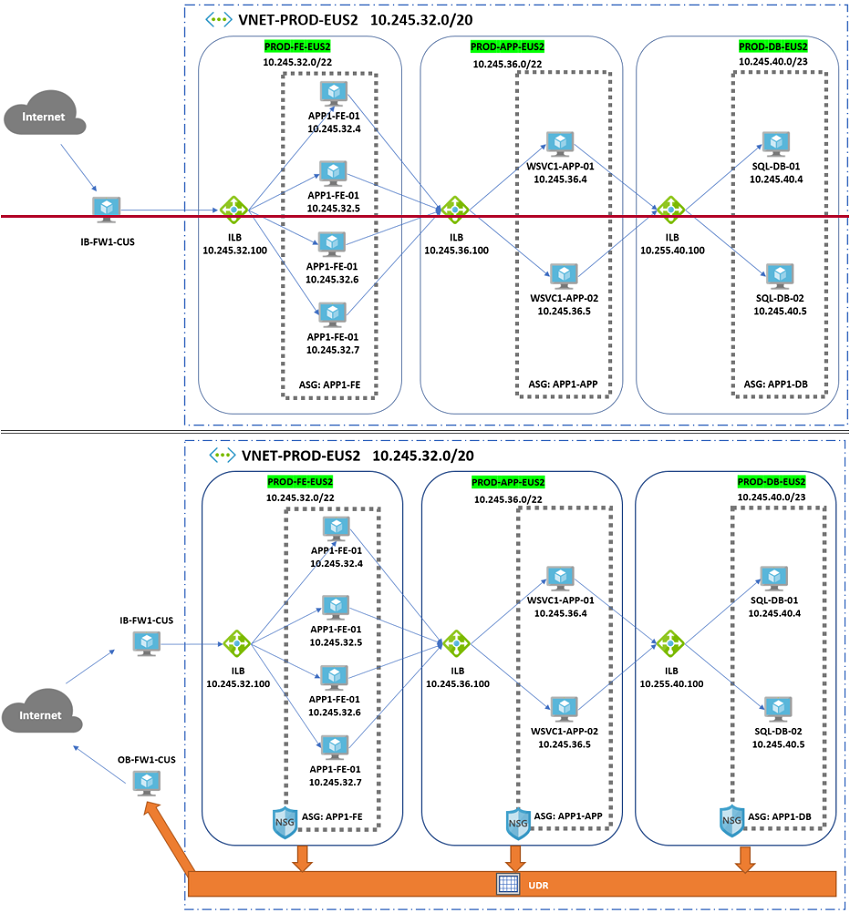 VNET-PROD-EUS2 10.245.32.0/20
PROD-FE-EUS2
10.245.32.0/22
PROD-APP-EUS2
10.245.36.0/22
PROD-DB-EUS2
10.245.40.0/23
Internet
IB-FW1-CUS
ILB
10.245.32.100
APP1-FE-01
10.245.32.4
APP1-FE-01
10.245.32.5
APP1-FE-01
10.245.32.6
APP1-FE-01
10.245.32.7
ASG: APP1-FE
ILB
10.245.36.100
WSVC1-APP-01
10.245.36.4
WSVC1-APP-02
10.245.36.5
ASG: APP1-APP
ILB
10.255.40.100
SQL-DB-01
10.245.40.4
SQL-DB-02
10.245.40.5
ASG: APP1-DB
VNET-PROD-EUS2 10.245.32.0/20
PROD-FE-EUS2
10.245.32.0/22
PROD-APP-EUS2
10.245.36.0/22
PROD-DB-EUS2
10.245.40.0/23
IB-FW1-CUS
Internet
OB-FW1-CUS
ILB
10.245.32.100
APP1-FE-01
10.245.32.4
APP1-FE-01
10.245.32.5
APP1-FE-01
10.245.32.6
APP1-FE-01
10.245.32.7
NSG
ASG: APP1-FE
ILB
10.245.36.100
WSVC1-APP-01
10.245.36.4
WSVC1-APP-02
10.245.36.5
NSG
ASG: APP1-APP
ILB
10.255.40.100
SQL-DB-01
10.245.40.4
SQL-DB-02
10.245.40.5
NSG
ASG: APP1-DB
UDR